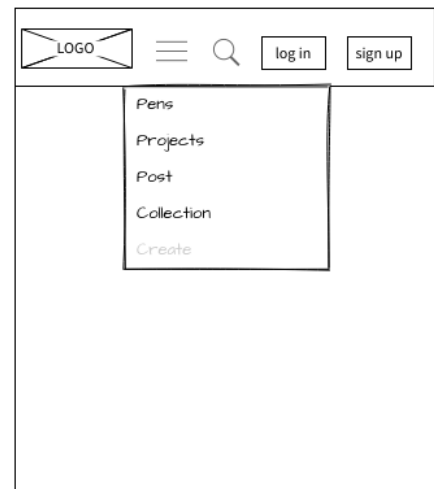 LOGO
log in
sign up
Pens
Projects
Post
Collection
Create